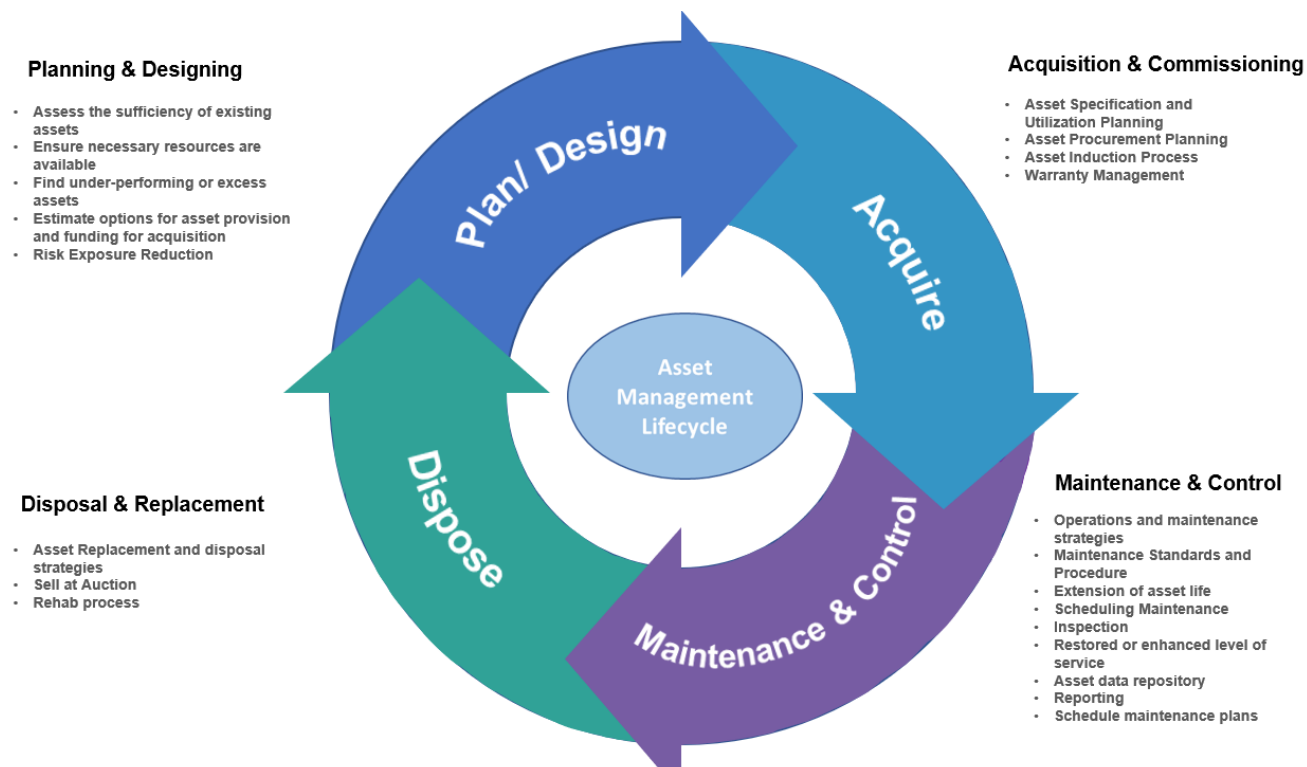 Planning & Designing
• Assess the sufficiency of existing
assets
• Ensure necessary resources are
available
• Find under-performing or excess
assets
• Estimate options for asset provision
and funding for acquisition
• Risk Exposure Reduction
Plan/ Design
Acquire
Acquisition & Commissioning
• Asset Specification and
Utilization Planning
• Asset Procurement Planning
• Asset Induction Process
• Warranty Management
Asset
Management
Lifecycle
Disposal & Replacement
• Asset Replacement and disposal
strategies
• Sell at Auction
• Rehab process
Dispose
Maintenance & Control
Maintenance & Control
• Operations and maintenance
strategies
• Maintenance Standards and
Procedure
• Extension of asset life
• Scheduling Maintenance
• Inspection
• Restored or enhanced level of
service
• Asset data repository
• Reporting
• Schedule maintenance plans